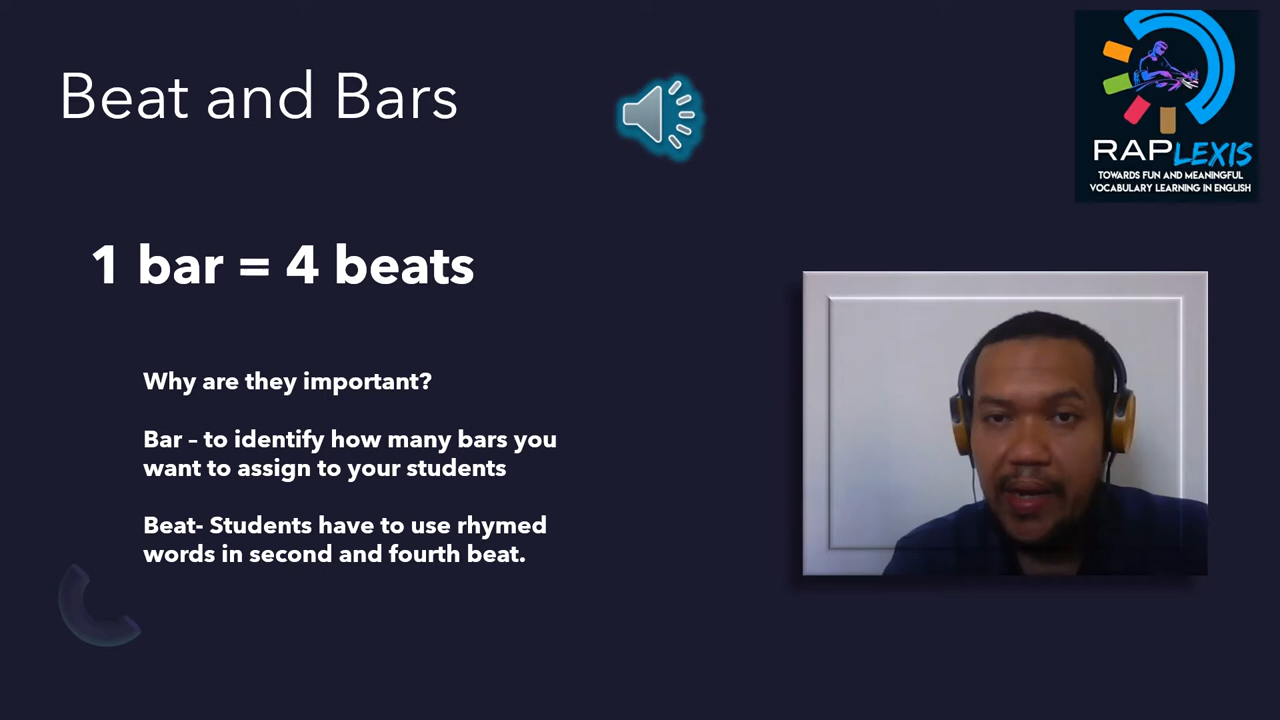 Beat and Bars
RAPLEXIS
TOWARDS FUN AND MEANINGFUL
VOCABULARY LEARNING IN ENGLISH
1 bar = 4 beats
Why are they important?
Bar – to identify how many bars you
want to assign to your students
Beat- Students have to use rhymed
words in second and fourth beat.